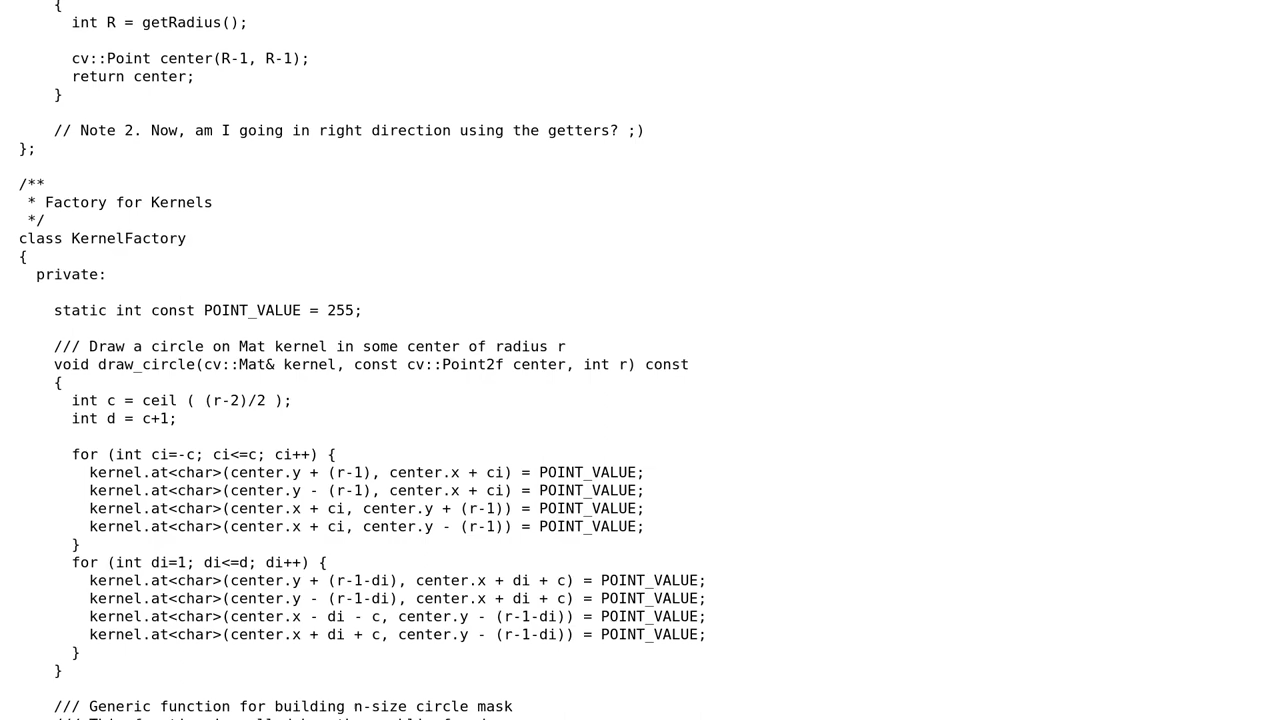 {
int R = getRadius();
cv::Point center(R-1, R-1);
return center;
}
// Note 2. Now, am I going in right direction using the getters? ;)
};
/**
* Factory for Kernels
*/
class KernelFactory
{
private:
static int const POINT_VALUE = 255;
/// Draw a circle on Mat kernel in some center of radius r
void draw_circle(cv::Mat& kernel, const cv::Point2f center, int r) const
{
int c = ceil ( (r-2)/2 );
int d = c+1;
for (int ci=-c; ci<=c; ci++) {
kernel.at<char>(center.y + (r-1), center.x + ci) = POINT_VALUE;
kernel.at<char>(center.y - (r-1), center.x + ci) = POINT_VALUE;
kernel.at<char>(center.x + ci, center.y + (r-1)) = POINT_VALUE;
kernel.at<char>(center.x + ci, center.y - (r-1)) = POINT_VALUE;
}
for (int di=1; di<=d; di++) {
kernel.at<char>(center.y + (r-1-di), center.x + di + c) = POINT_VALUE;
kernel.at<char>(center.y - (r-1-di), center.x + di + c) = POINT_VALUE;
kernel.at<char>(center.x - di - c, center.y - (r-1-di)) = POINT_VALUE;
kernel.at<char>(center.x + di + c, center.y - (r-1-di)) = POINT_VALUE;
}
}
/// Generic function for building n-size circle mask